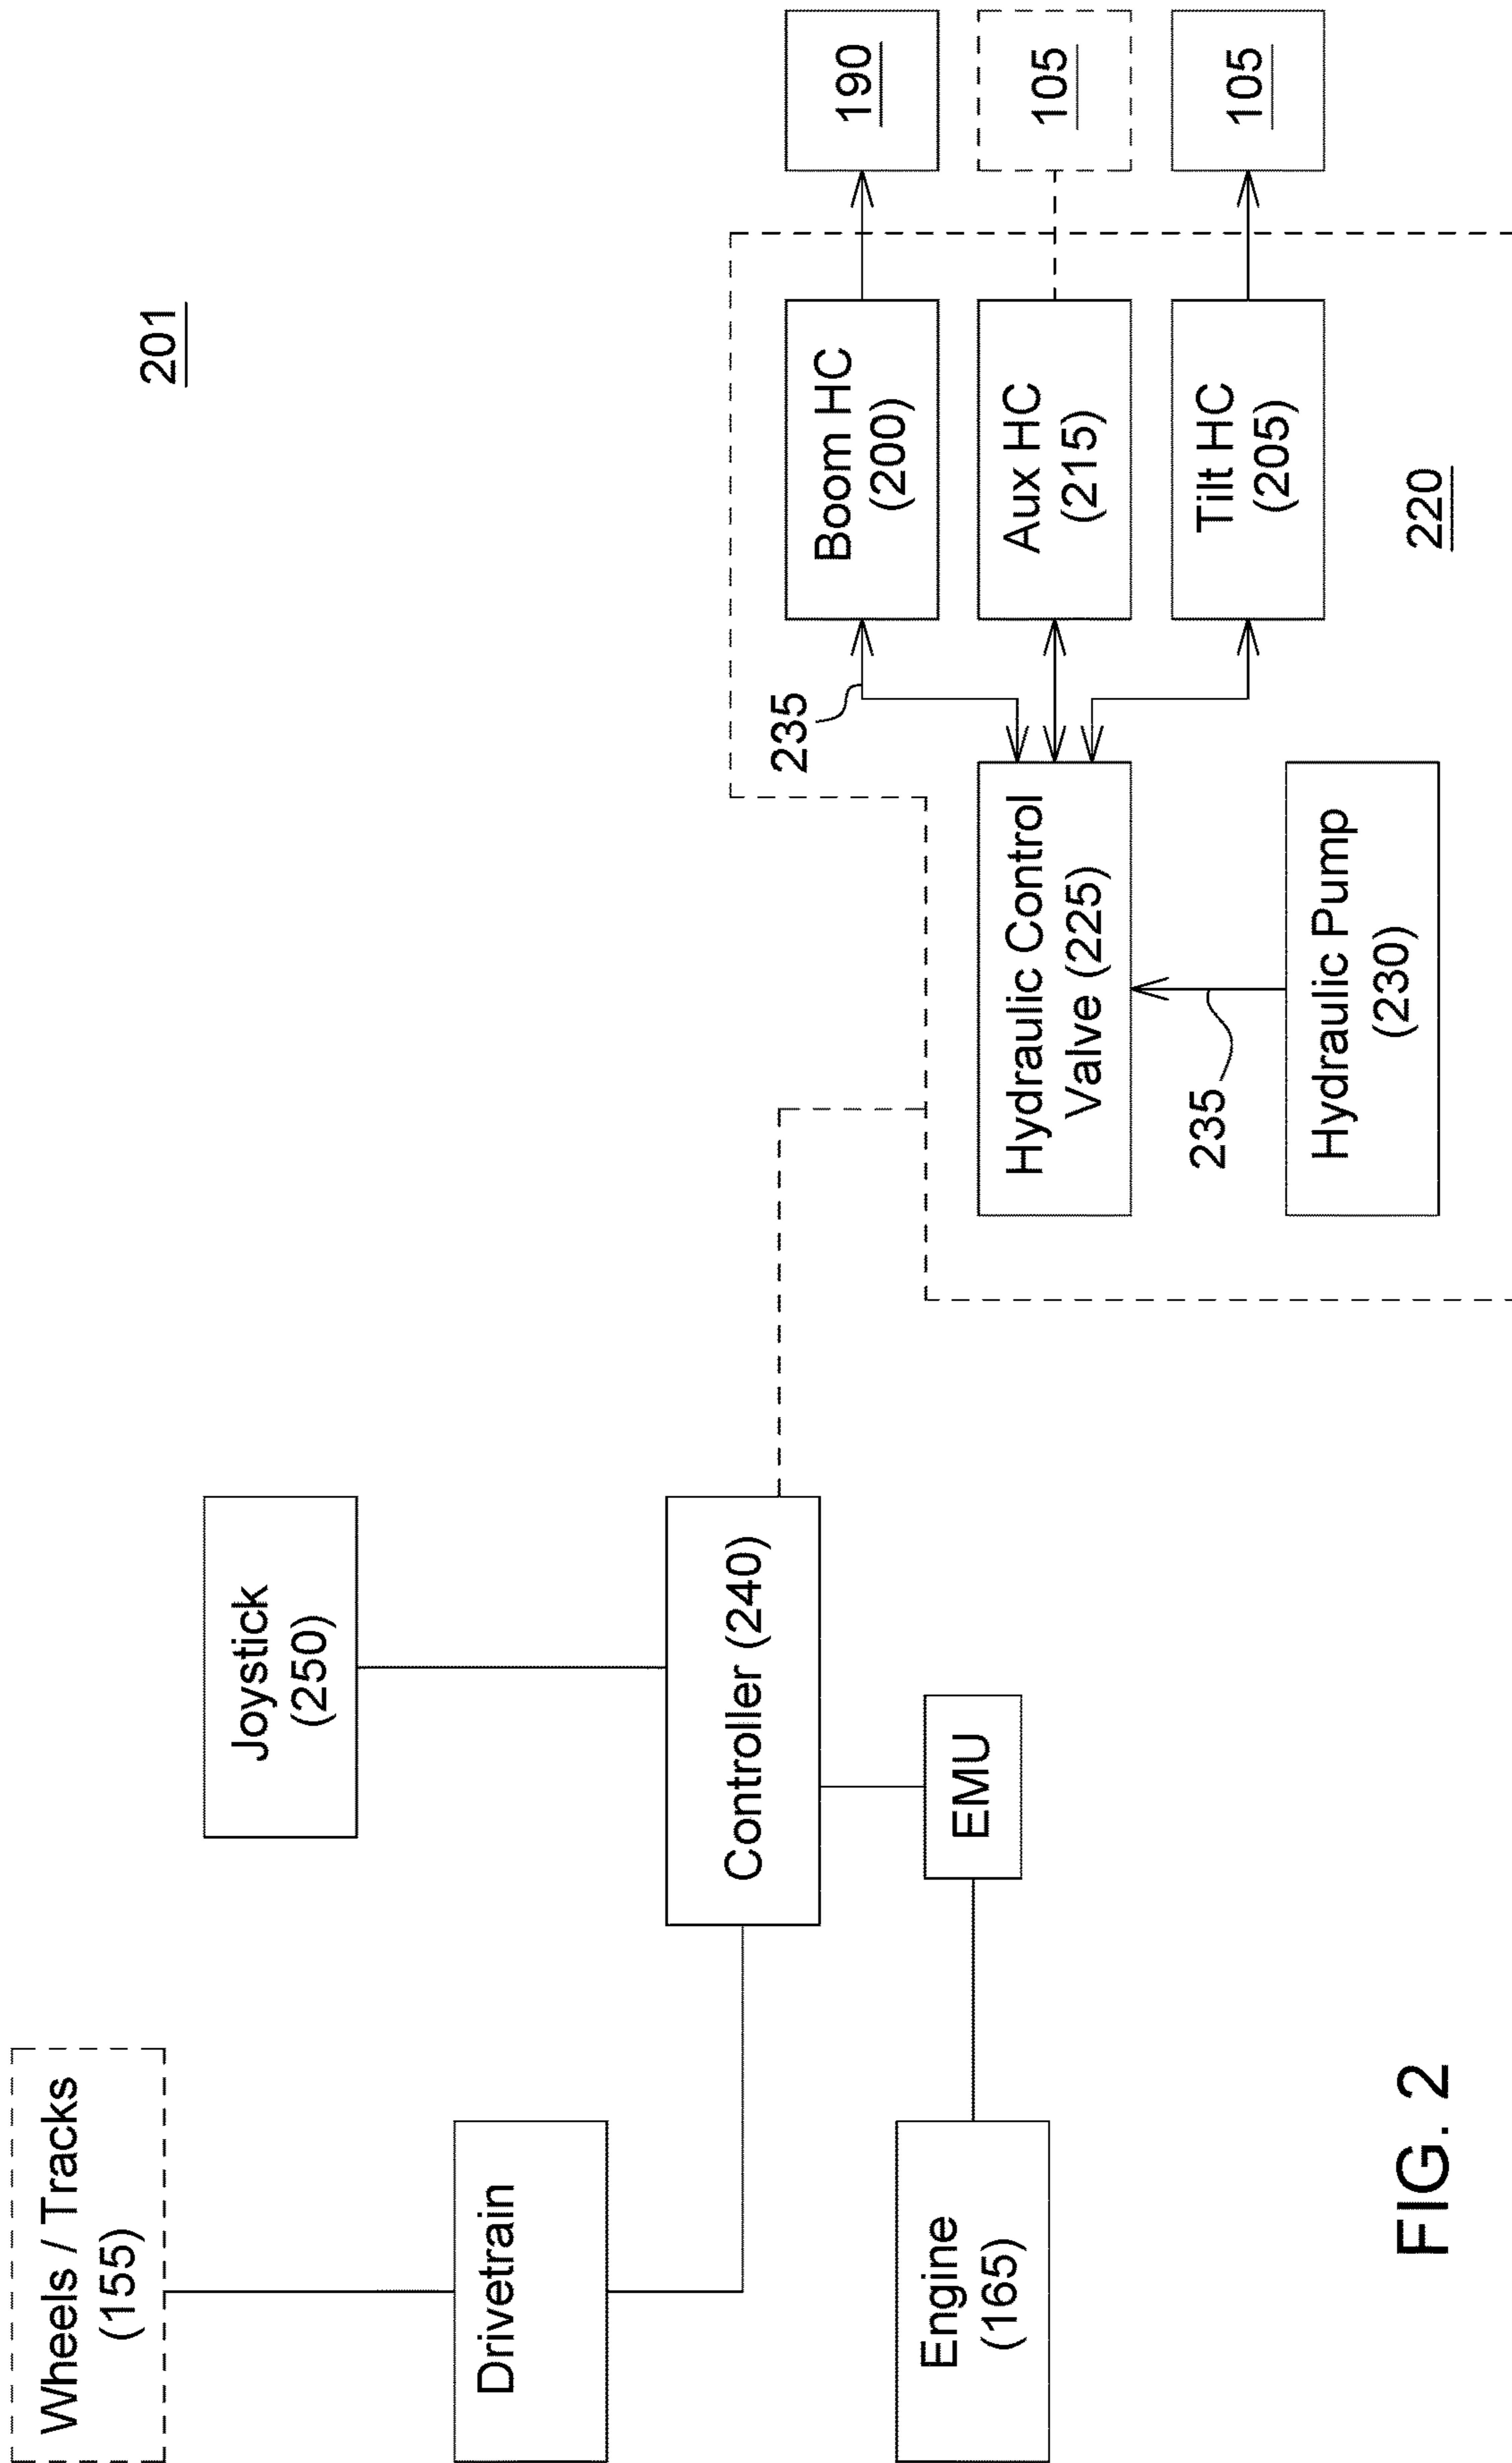 201
Wheels / Tracks
(155)
Joystick
(250)
Drivetrain
Controller (240)
235
Boom HC
(200)
190
Engine
(165)
EMU
Hydraulic Control
Valve (225)
Aux HC
(215)
105
235
Tilt HC
(205)
105
Hydraulic Pump
(230)
220
FIG. 2